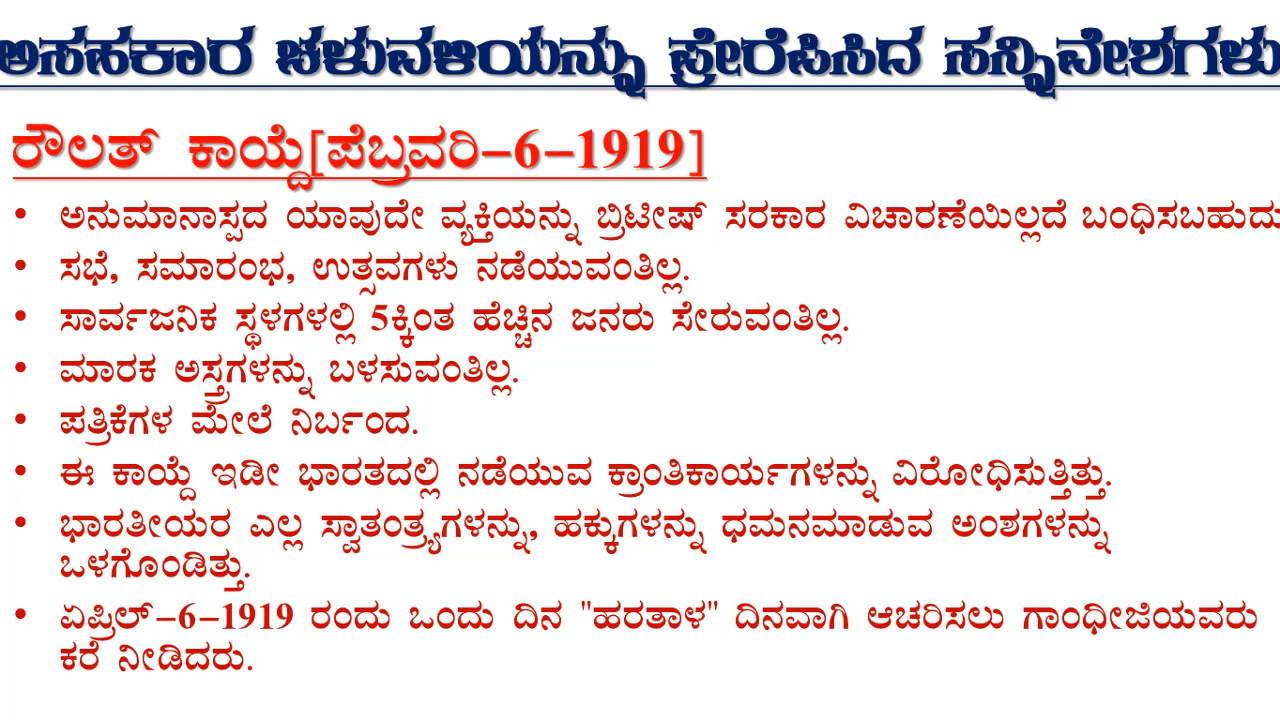 ಅಸಹಕಾರ ಚಳುವಳಿಯನ್ನು ಪ್ರೇರೆಪಿಸಿದ ಸನ್ನಿವೇಶಗಳು
ರೌಲತ್ ಕಾಯ್ದೆ[ಪೆಬ್ರವರಿ-6-1919]
• ಅನುಮಾನಾಸ್ಪದ ಯಾವುದೇ ವ್ಯಕ್ತಿಯನ್ನು ಬ್ರಿಟೀಷ್ ಸರಕಾರ ವಿಚಾರಣೆಯಿಲ್ಲದೆ ಬಂಧಿಸಬಹುದು
• ಸಭೆ, ಸಮಾರಂಭ, ಉತ್ಸವಗಳು ನಡೆಯುವಂತಿಲ್ಲ.
• ಸಾರ್ವಜನಿಕ ಸ್ಥಳಗಳಲ್ಲಿ 5ಕ್ಕಿಂತ ಹೆಚ್ಚಿನ ಜನರು ಸೇರುವಂತಿಲ್ಲ.
• ಮಾರಕ ಅಸ್ತ್ರಗಳನ್ನು ಬಳಸುವಂತಿಲ್ಲ.
• ಪತ್ರಿಕೆಗಳ ಮೇಲೆ ನಿರ್ಬಂದ.
• ಈ ಕಾಯ್ದೆ ಇಡೀ ಭಾರತದಲ್ಲಿ ನಡೆಯುವ ಕ್ರಾಂತಿಕಾರ್ಯಗಳನ್ನು ವಿರೋಧಿಸುತ್ತಿತ್ತು.
• ಭಾರತೀಯರ ಎಲ್ಲ ಸ್ವಾತಂತ್ರ್ಯಗಳನ್ನು, ಹಕ್ಕುಗಳನ್ನು ಧಮನಮಾಡುವ ಅಂಶಗಳನ್ನು
ಒಳಗೊಂಡಿತ್ತು.
• ಏಪ್ರಿಲ್-6-1919 ರಂದು ಒಂದು ದಿನ "ಹರತಾಳ" ದಿನವಾಗಿ ಆಚರಿಸಲು ಗಾಂಧೀಜಿಯವರು
ಕರೆ ನೀಡಿದರು.